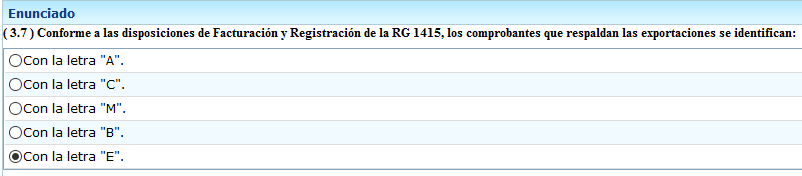 Enunciado
( 3.7 ) Conforme a las disposiciones de Facturación y Registración de la RG 1415, los comprobantes que respaldan las exportaciones se identifican:
Con la letra "A".
Con la letra "C".
Con la letra "M".
Con la letra "B".
Con la letra "E".